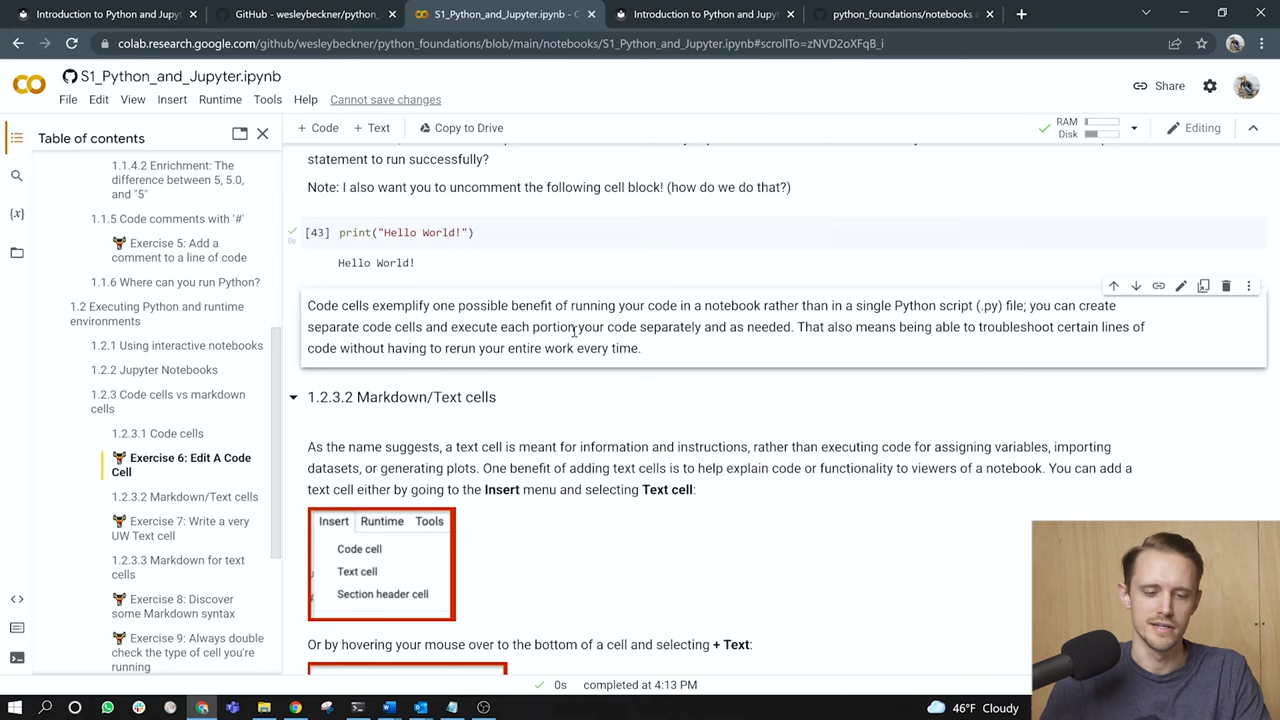 Introduction to Python and Jupyter
GitHub - wesleybeckner/python_
S1_Python_and_Jupyter.ipynb - C
Introduction to Python and Jupyter
python_foundations/notebooks a
colab.research.google.com/github/wesleybeckner/python_foundations/blob/main/notebooks/S1_Python_and_Jupyter.ipynb#scrollTo=zNVD2oXFqB_i
S1_Python_and_Jupyter.ipynb
File Edit View Insert Runtime Tools Help Cannot save changes
Share
+ Code + Text Copy to Drive
RAM
Disk
Editing
Table of contents
1.1.4.2 Enrichment: The
difference between 5, 5.0,
and "5"
1.1.5 Code comments with '#'
Exercise 5: Add a
comment to a line of code
1.1.6 Where can you run Python?
1.2 Executing Python and runtime
environments
1.2.1 Using interactive notebooks
1.2.2 Jupyter Notebooks
1.2.3 Code cells vs markdown
cells
1.2.3.1 Code cells
Exercise 6: Edit A Code
Cell
1.2.3.2 Markdown/Text cells
Exercise 7: Write a very
UW Text cell
1.2.3.3 Markdown for text
cells
Exercise 8: Discover
some Markdown syntax
Exercise 9: Always double
check the type of cell you're
running
statement to run successfully?
Note: I also want you to uncomment the following cell block! (how do we do that?)
[43] print("Hello World!")
0s
Hello World!
Code cells exemplify one possible benefit of running your code in a notebook rather than in a single Python script (.py) file; you can create
separate code cells and execute each portion your code separately and as needed. That also means being able to troubleshoot certain lines of
code without having to rerun your entire work every time.
1.2.3.2 Markdown/Text cells
As the name suggests, a text cell is meant for information and instructions, rather than executing code for assigning variables, importing
datasets, or generating plots. One benefit of adding text cells is to help explain code or functionality to viewers of a notebook. You can add a
text cell either by going to the Insert menu and selecting Text cell:
Insert Runtime Tools
Code cell
Text cell
Section header cell
Or by hovering your mouse over to the bottom of a cell and selecting + Text:
0s completed at 4:13 PM
46°F Cloudy